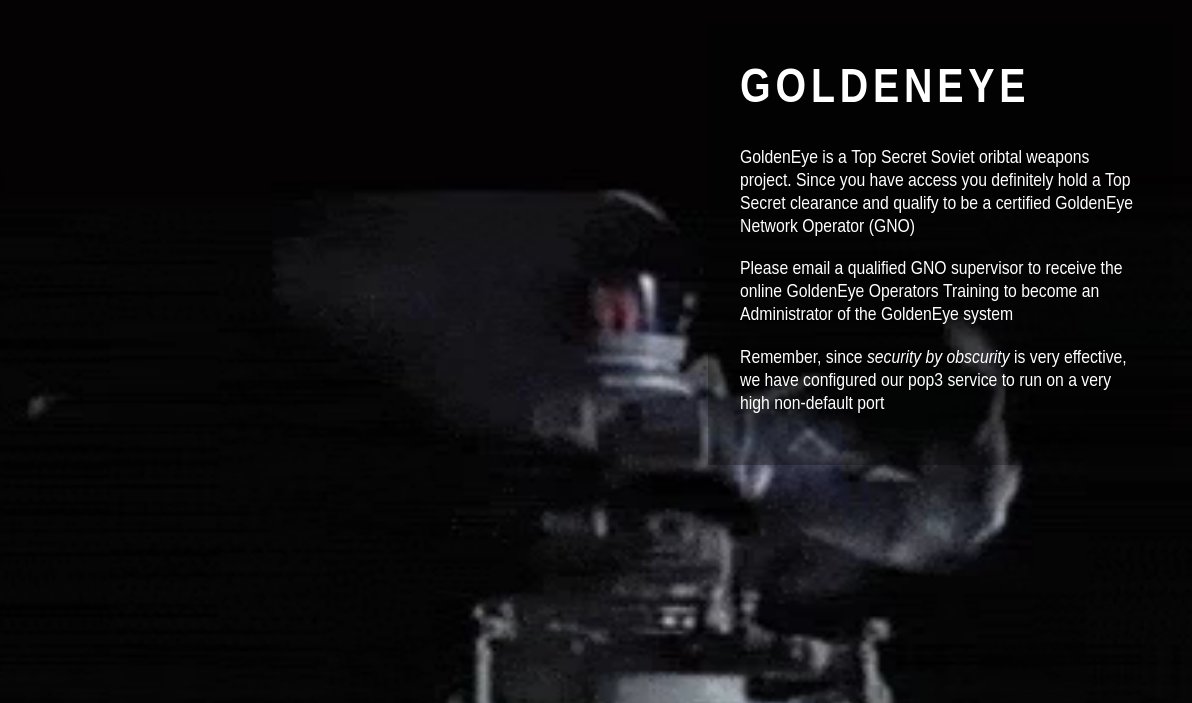 GOLDENEYE
GoldenEye is a Top Secret Soviet oribtal weapons
project. Since you have access you definitely hold a Top
Secret clearance and qualify to be a certified GoldenEye
Network Operator (GNO)
Please email a qualified GNO supervisor to receive the
online GoldenEye Operators Training to become an
Administrator of the GoldenEye system
Remember, since security by obscurity is very effective,
we have configured our pop3 service to run on a very
high non-default port